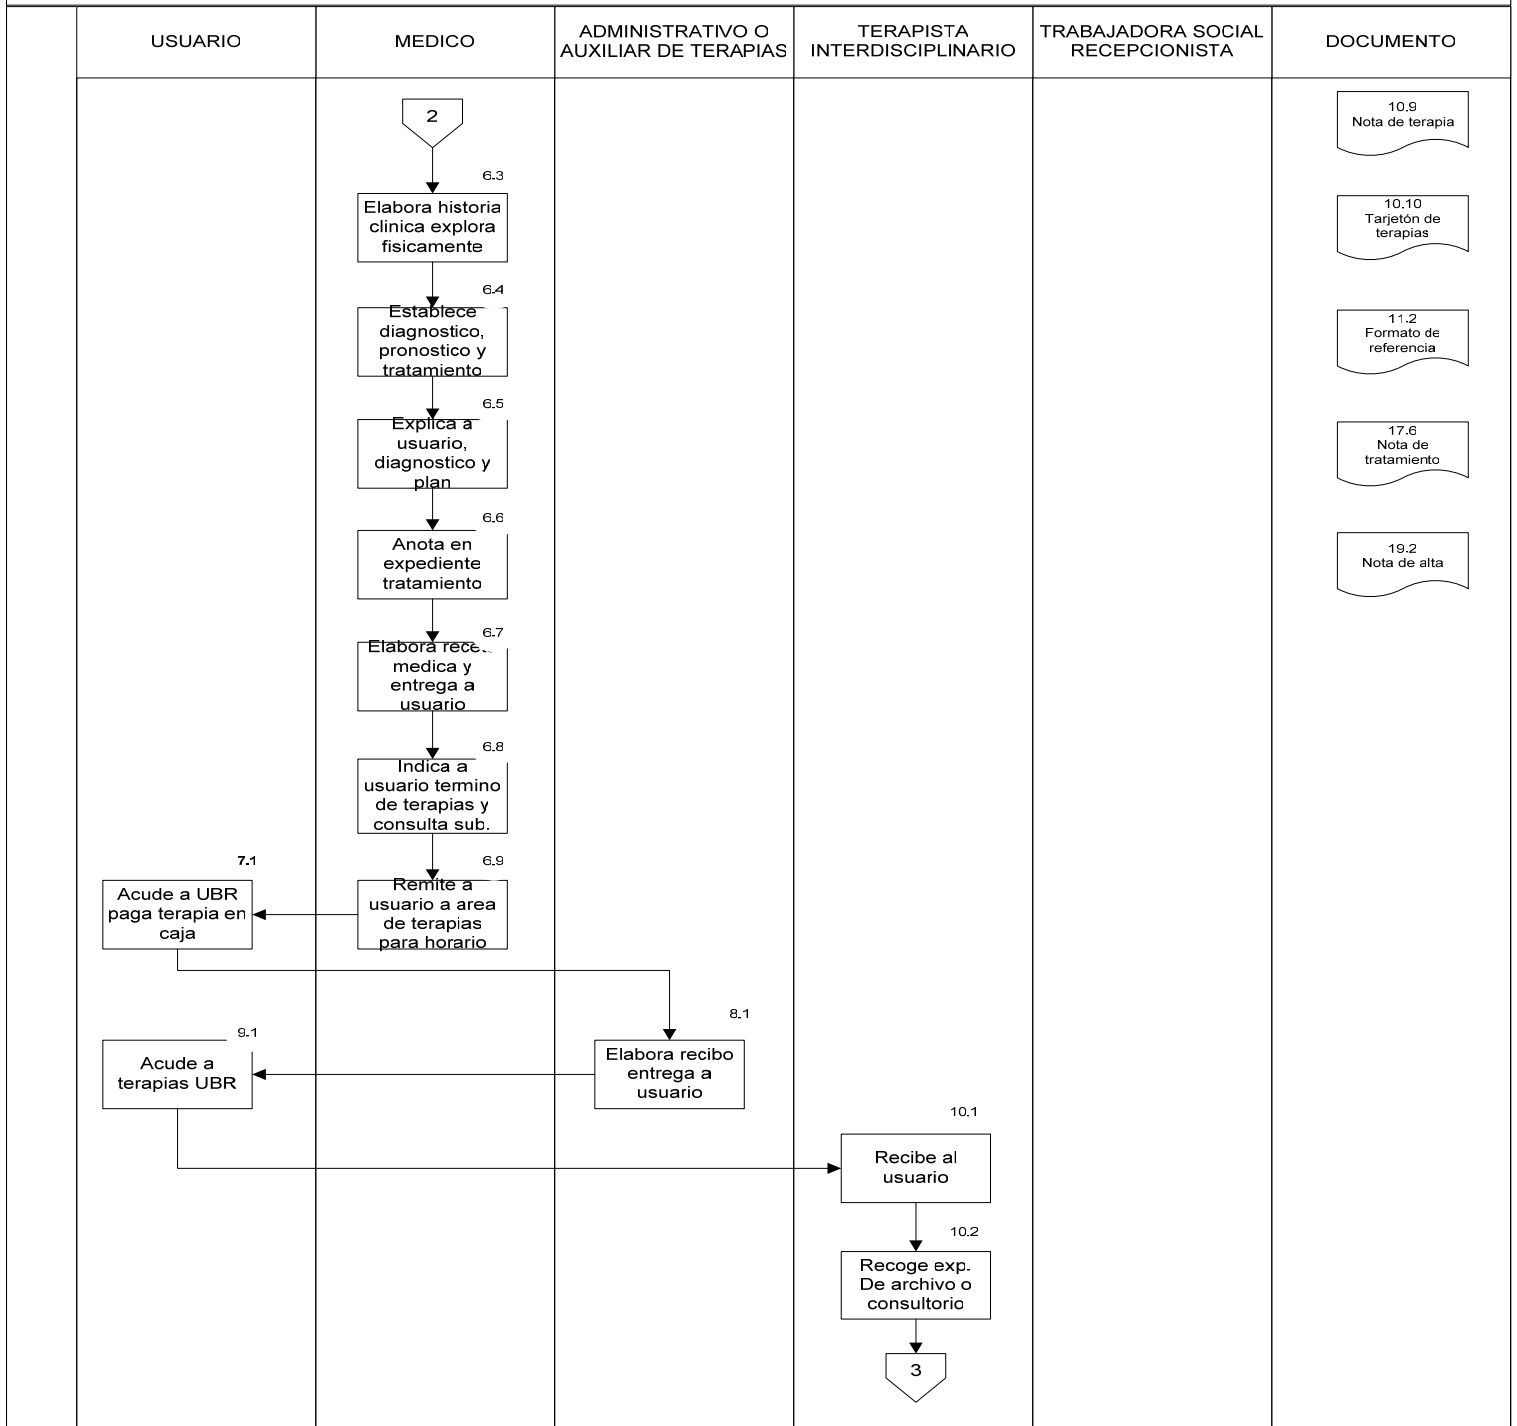 USUARIO
MEDICO
ADMINISTRATIVO O
AUXILIAR DE TERAPIAS
TERAPISTA
INTERDISCIPLINARIO
TRABAJADORA SOCIAL
RECEPCIONISTA
DOCUMENTO
2
10.9
Nota de terapia
6.3
Elabora historia
clinica explora
fisicamente
10.10
Tarjetón de
terapias
6.4
Establece
diagnostico,
pronostico y
tratamiento
11.2
Formato de
referencia
6.5
Explica a
usuario,
diagnostico y
plan
17.6
Nota de
tratamiento
6.6
Anota en
expediente
tratamiento
19.2
Nota de alta
6.7
Elabora
medica y
entrega a
usuario
6.8
Indica a
usuario termino
de terapias y
consulta sub.
6.9
Remite a
usuario a area
de terapias
para horario
7.1
Acude a UBR
paga terapia en
caja
8.1
Elabora recibo
entrega a
usuario
9.1
Acude a
terapias UBR
10.1
Recibe al
usuario
10.2
Recoge exp.
De archivo o
consultorio
3